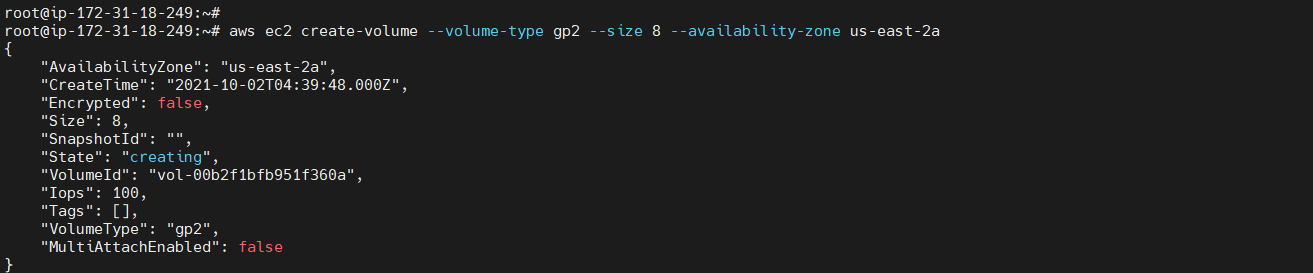 root@ip-172-31-18-249:~#
root@ip-172-31-18-249:~# aws ec2 create-volume --volume-type gp2 --size 8 --availability-zone us-east-2a
{
    "AvailabilityZone": "us-east-2a",
    "CreateTime": "2021-10-02T04:39:48.000Z",
    "Encrypted": false,
    "Size": 8,
    "SnapshotId": "",
    "State": "creating",
    "VolumeId": "vol-00b2f1bfb951f360a",
    "Iops": 100,
    "Tags": [],
    "VolumeType": "gp2",
    "MultiAttachEnabled": false
}